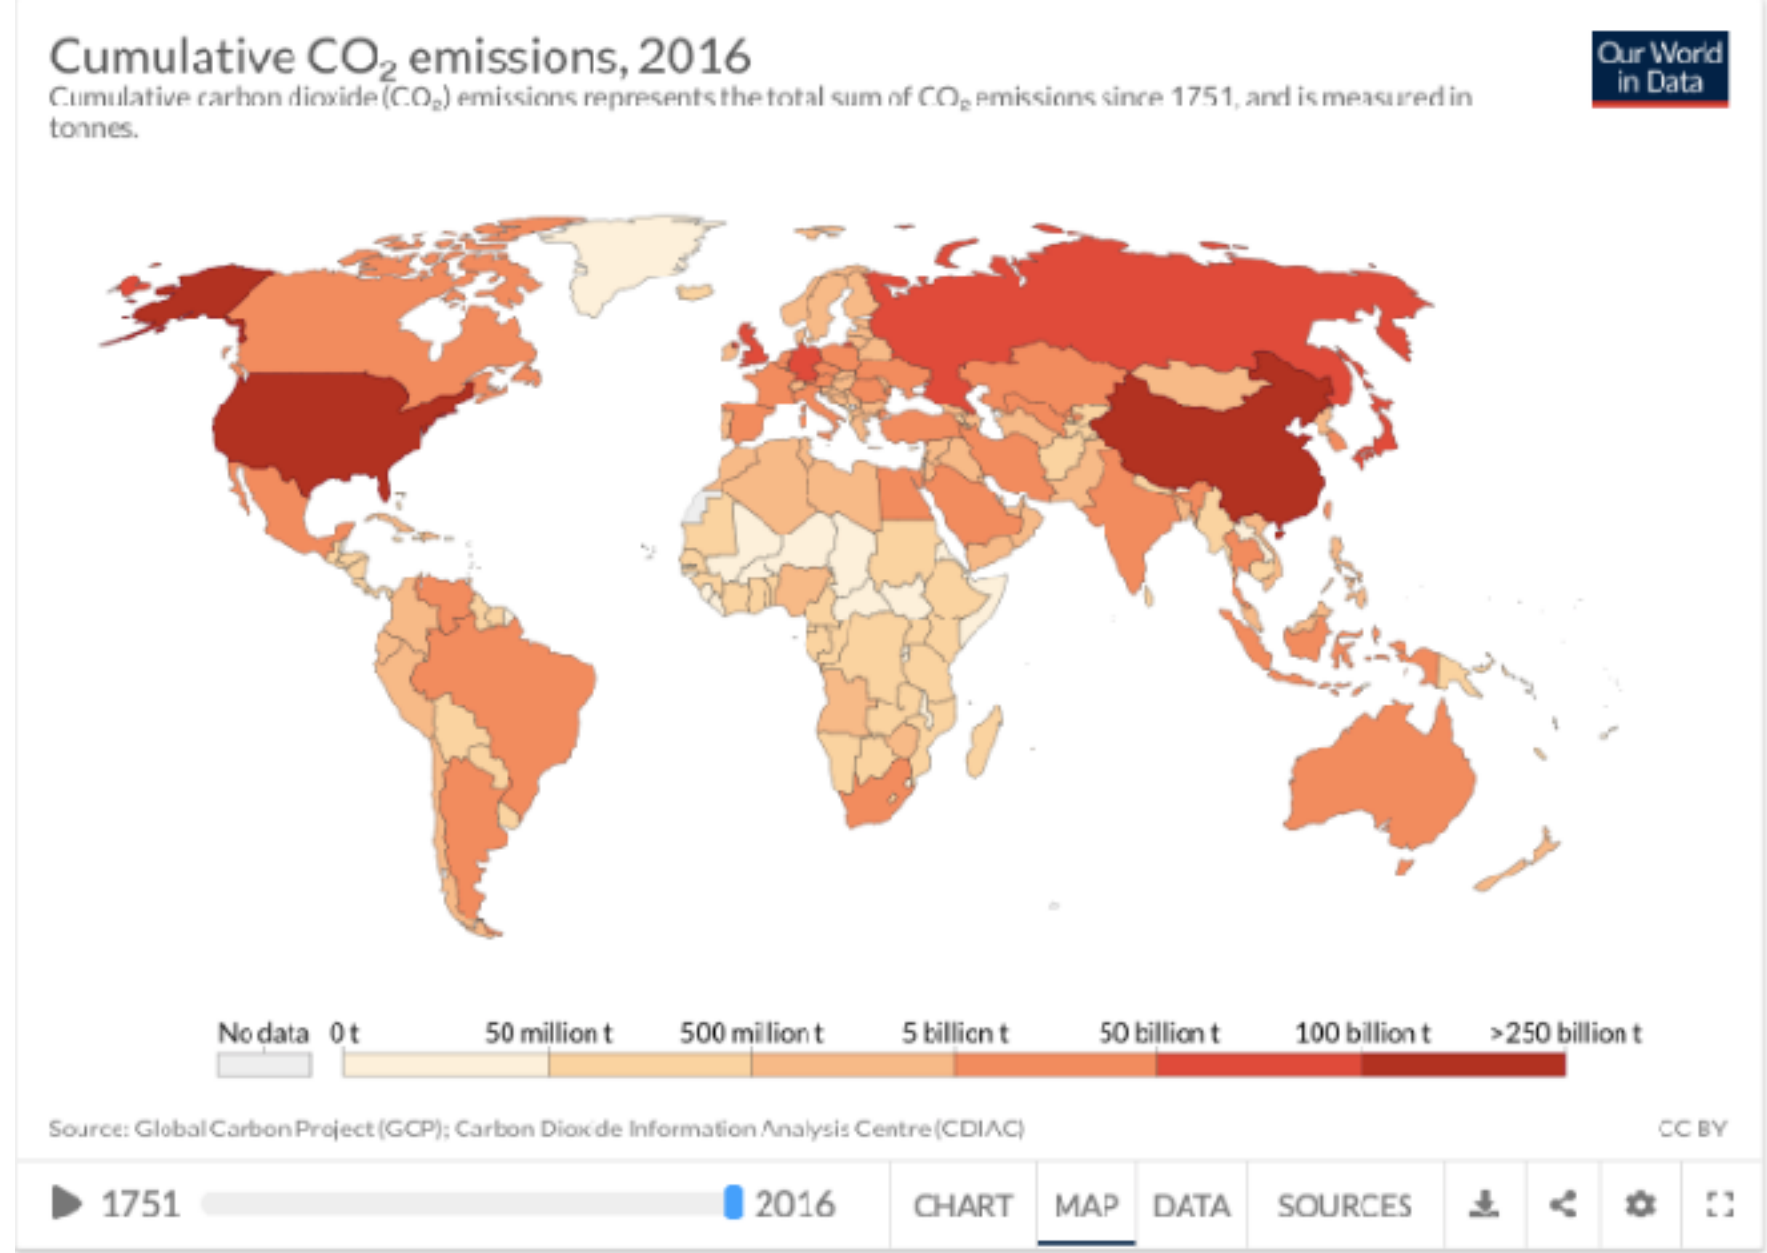 Cumulative CO₂ emissions, 2016
Our World
in Data
Cumulative carbon dioxide (CO₂) emissions represents the total sum of CO₂ emissions since 1751, and is measured in
tonnes.
No data 0 t 50 million t 500 million t 5 billion t 50 billion t 100 billion t >250 billion t
Source: Global Carbon Project (GCP); Carbon Dioxide Information Analysis Centre (CDIAC) CC BY
1751 2016 CHART MAP DATA SOURCES